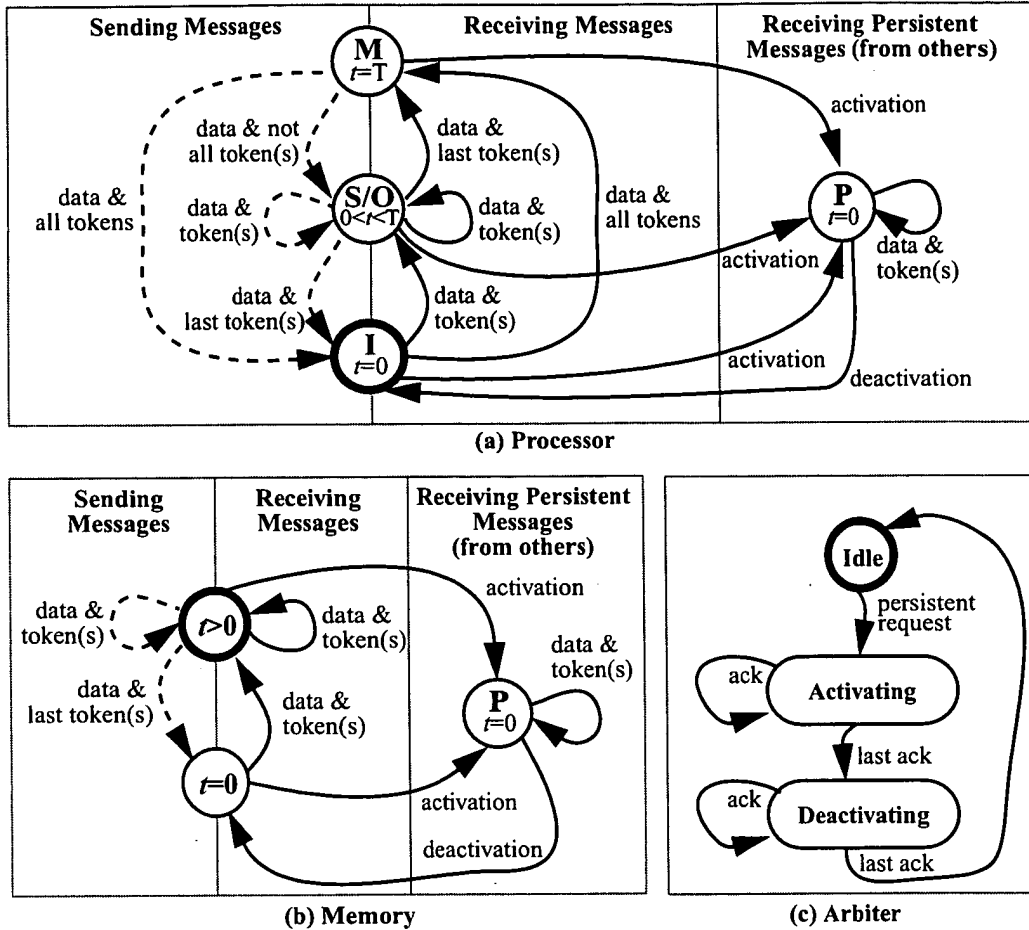 Sending Messages
Receiving Messages
Receiving Persistent
Messages (from others)
M
t=T
activation
data & not
all token(s)
data &
last token(s)
data &
all tokens
S/O
0<t<T
data &
token(s)
data &
token(s)
data &
all tokens
P
t=0
data &
token(s)
activation
data &
last token(s)
data &
token(s)
I
t=0
activation
deactivation
(a) Processor
Sending
Messages
Receiving
Messages
Receiving Persistent
Messages
(from others)
activation
data &
token(s)
t>0
data &
token(s)
data &
token(s)
data &
last token(s)
data &
token(s)
P
t=0
t=0
activation
deactivation
(b) Memory
Idle
persistent
request
ack
Activating
last ack
ack
Deactivating
last ack
(c) Arbiter